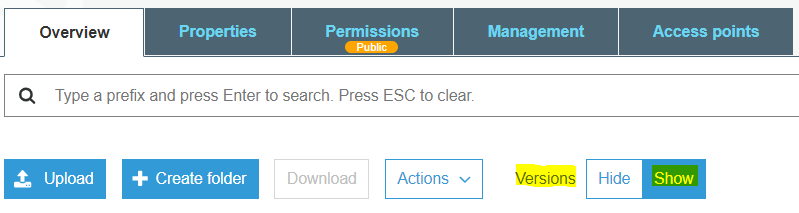 Overview Properties Permissions Management Access points
Public
Type a prefix and press Enter to search. Press ESC to clear.
Upload Create folder Download Actions Versions Hide Show